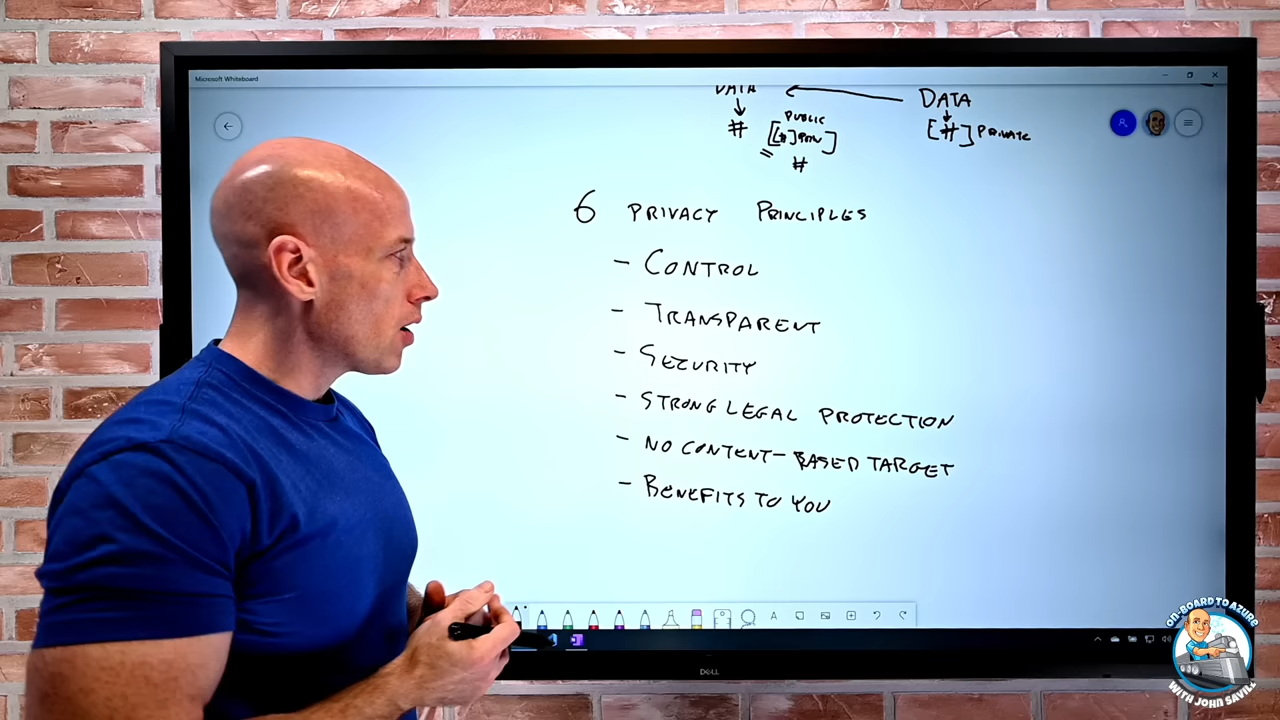 Microsoft Whiteboard
DATA
DATA
#
PUBLIC
[[#]PRIV]
#
[#] PRIVATE
6 PRIVACY PRINCIPLES
- CONTROL
- TRANSPARENT
- SECURITY
- STRONG LEGAL PROTECTION
- NO CONTENT-BASED TARGET
- BENEFITS TO YOU
A
DELL
ON-BOARD TO AZURE
WITH JOHN SAVILL